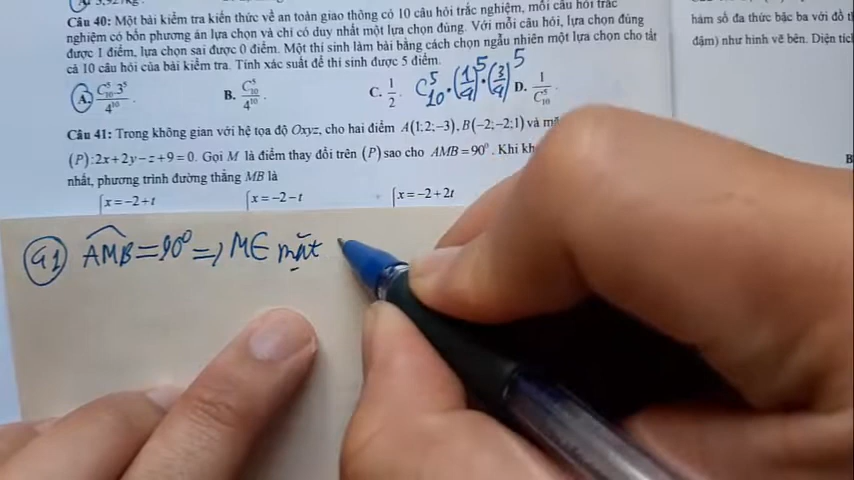 Câu 40: Một bài kiểm tra kiến thức về an toàn giao thông có 10 câu hỏi trắc nghiệm, mỗi câu hỏi trắc
nghiệm có bốn phương án lựa chọn và chỉ có duy nhất một lựa chọn đúng. Với mỗi câu hỏi, lựa chọn đúng
được 1 điểm, lựa chọn sai được 0 điểm. Một thí sinh làm bài bằng cách chọn ngẫu nhiên một lựa chọn cho tất
cả 10 câu hỏi của bài kiểm tra. Tính xác suất để thí sinh được 5 điểm.
A. C⁵₁₀.3⁵/4¹⁰. B. C⁵₁₀/4¹⁰. C. 1/2. C⁵₁₀.(1/4)⁵.(3/4)⁵ D. 1/C⁵₁₀.
Câu 41: Trong không gian với hệ tọa độ Oxyz, cho hai điểm A(1;2;−3), B(−2;−2;1) và
(P): 2x+2y−z+9=0. Gọi M là điểm thay đổi trên (P) sao cho AMB=90°. Khi
nhất, phương trình đường thẳng MB là
{x=−2+t {x=−2−t {x=−2+2t
41 AMB=90⁰ => M∈ mặt
hàm số đa thức bậc ba với đồ
đậm) như hình vẽ bên. Diện
B